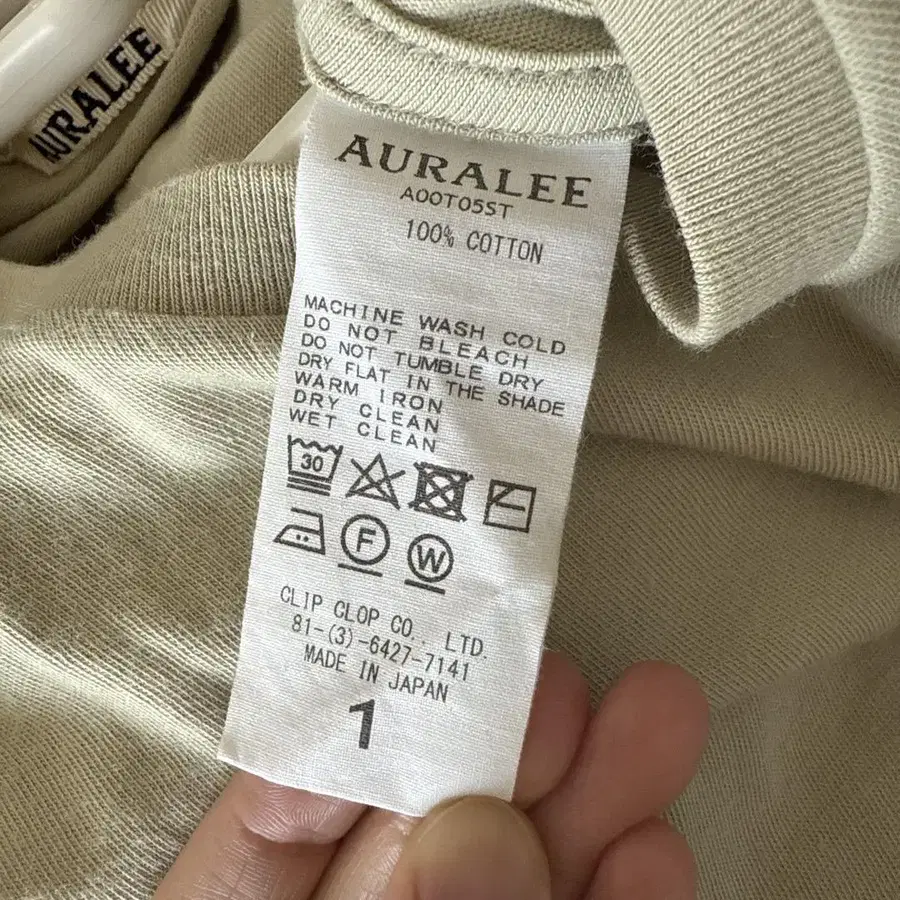 AURALEE
AURALEE
A00T05ST
100% COTTON
MACHINE WASH COLD
DO NOT BLEACH
DO NOT TUMBLE DRY
DRY FLAT IN THE SHADE
WARM IRON
DRY CLEAN
WET CLEAN
30
F
W
CLIP CLOP CO., LTD.
81-(3)-6427-7141
MADE IN JAPAN
1